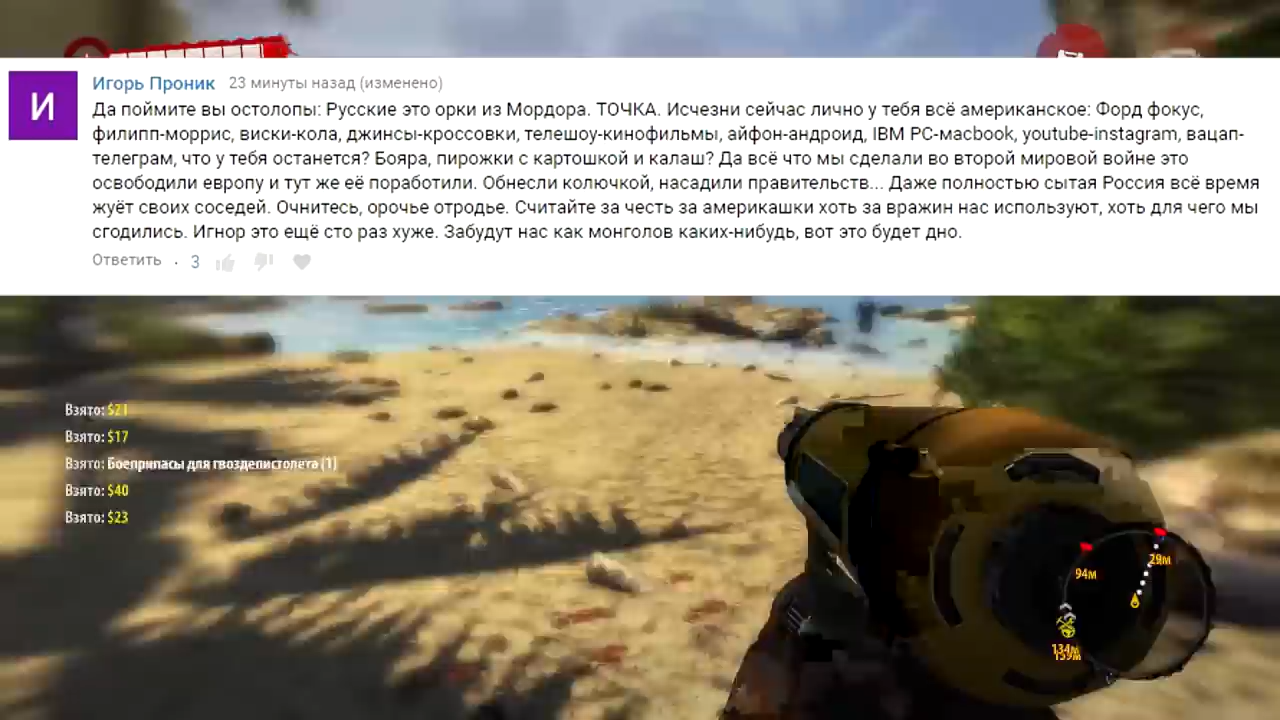 И
Игорь Проник 23 минуты назад (изменено)
Да поймите вы остолопы: Русские это орки из Мордора. ТОЧКА. Исчезни сейчас лично у тебя всё американское: Форд фокус,
филипп-моррис, виски-кола, джинсы-кроссовки, телешоу-кинофильмы, айфон-андроид, IBM PC-macbook, youtube-instagram, вацап-
телеграм, что у тебя останется? Бояра, пирожки с картошкой и калаш? Да всё что мы сделали во второй мировой войне это
освободили европу и тут же её поработили. Обнесли колючкой, насадили правительств... Даже полностью сытая Россия всё время
жуёт своих соседей. Очнитесь, орочье отродье. Считайте за честь за америкашки хоть за вражин нас используют, хоть для чего мы
сгодились. Игнор это ещё сто раз хуже. Забудут нас как монголов каких-нибудь, вот это будет дно.
Ответить · 3
Взято: $21
Взято: $17
Взято: Боеприпасы для гвоздепистолета (1)
Взято: $40
Взято: $23
29м
94м
134м